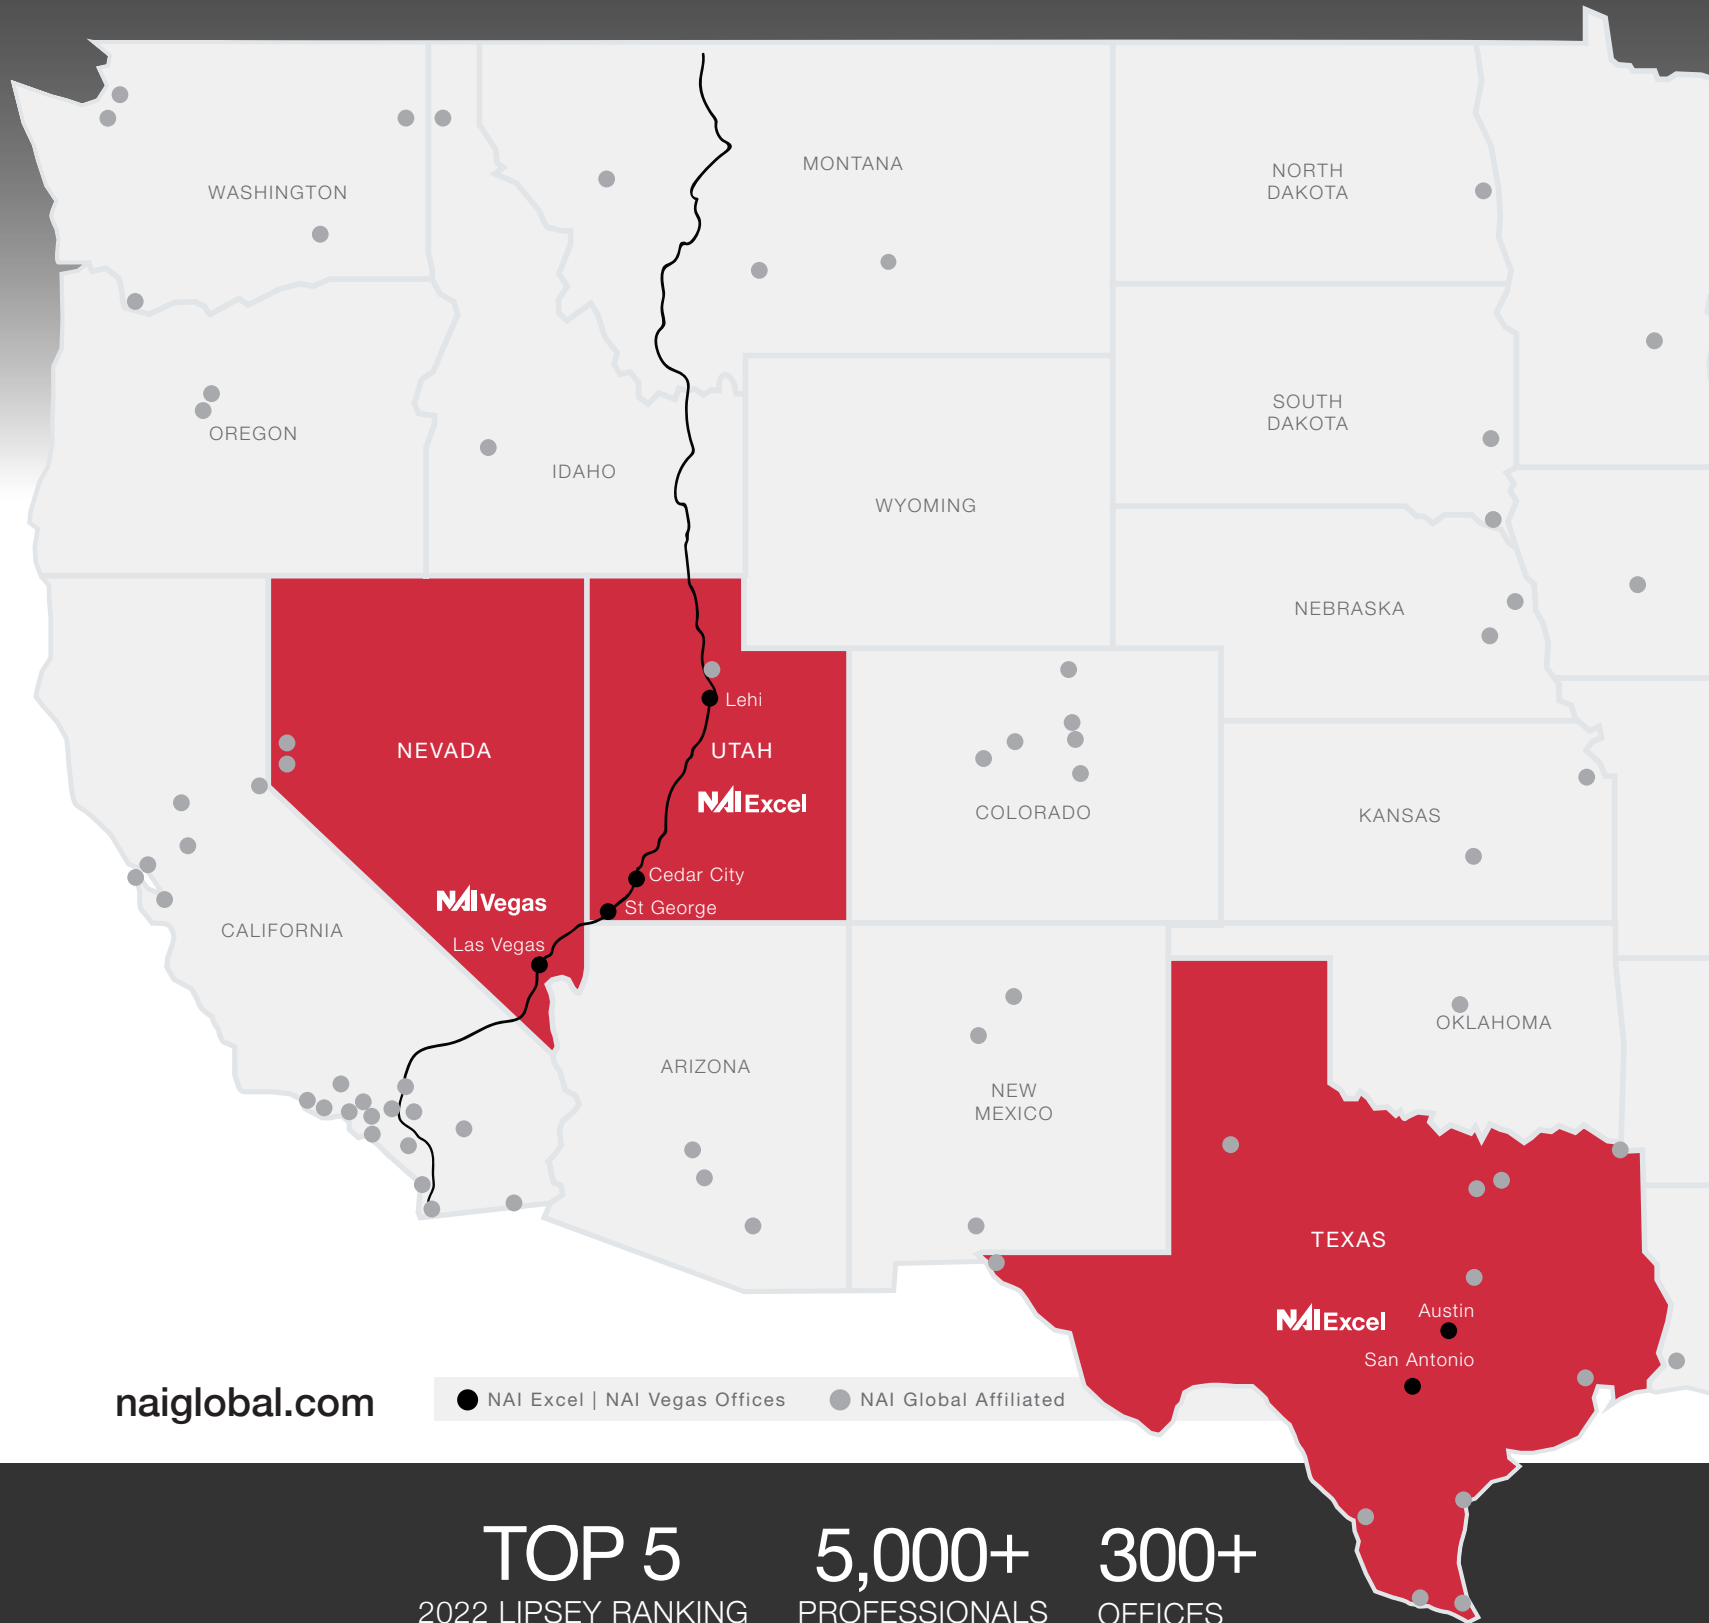 WASHINGTON
MONTANA
NORTH
DAKOTA
OREGON
IDAHO
SOUTH
DAKOTA
WYOMING
NEBRASKA
Lehi
NEVADA
UTAH
NAI Excel
COLORADO
KANSAS
Cedar City
NAI Vegas
St George
CALIFORNIA
Las Vegas
OKLAHOMA
ARIZONA
NEW
MEXICO
TEXAS
NAI Excel
Austin
San Antonio
naiglobal.com
NAI Excel | NAI Vegas Offices
NAI Global Affiliated
TOP 5
2022 LIPSEY RANKING
5,000+
PROFESSIONALS
300+
OFFICES